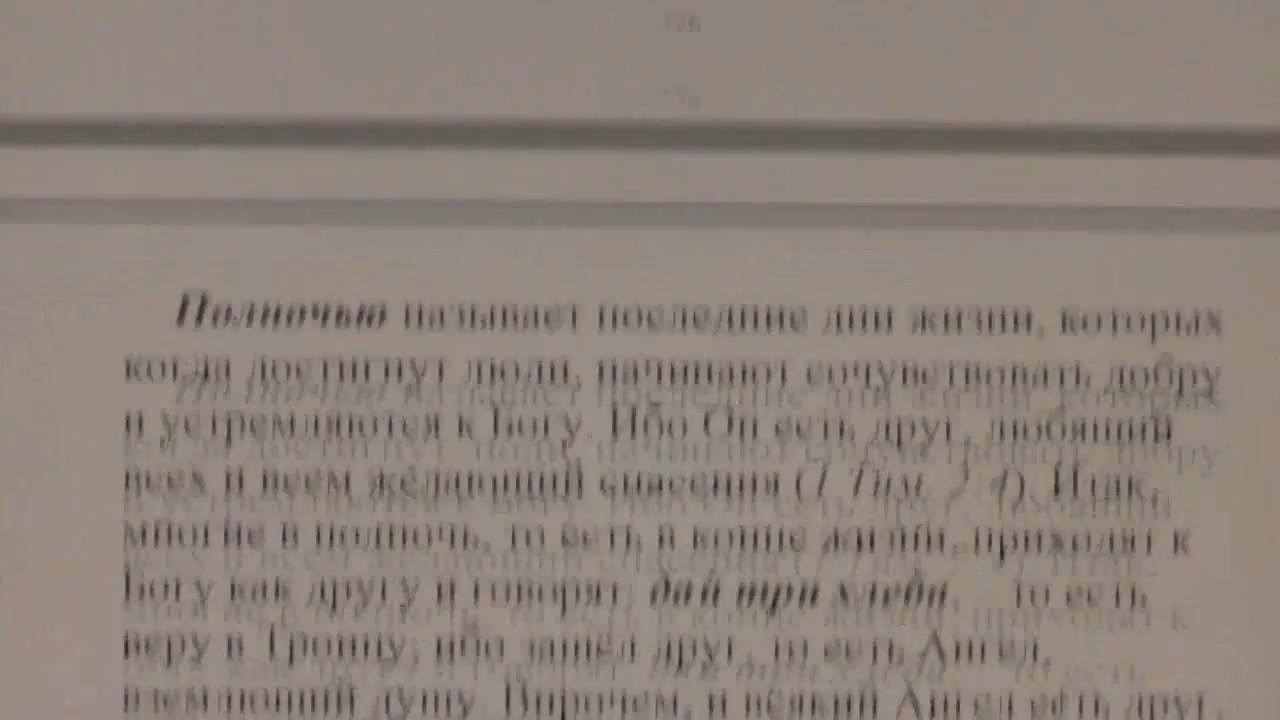 Полночью называет последние дни жизни, которых
когда достигнут люди, начинают сочувствовать добру
и устремляются к Богу. Ибо Он есть друг, любящий
всех и всем желающий спасения (1 Тим. 2, 4). Итак,
многие в полночь, то есть в конце жизни, приходят к
Богу как другу и говорят: дай три хлеба, то есть
веру в Троицу; ибо зашёл друг, то есть Ангел,
вземлющий душу. Впрочем, и всякий Ангел есть друг,